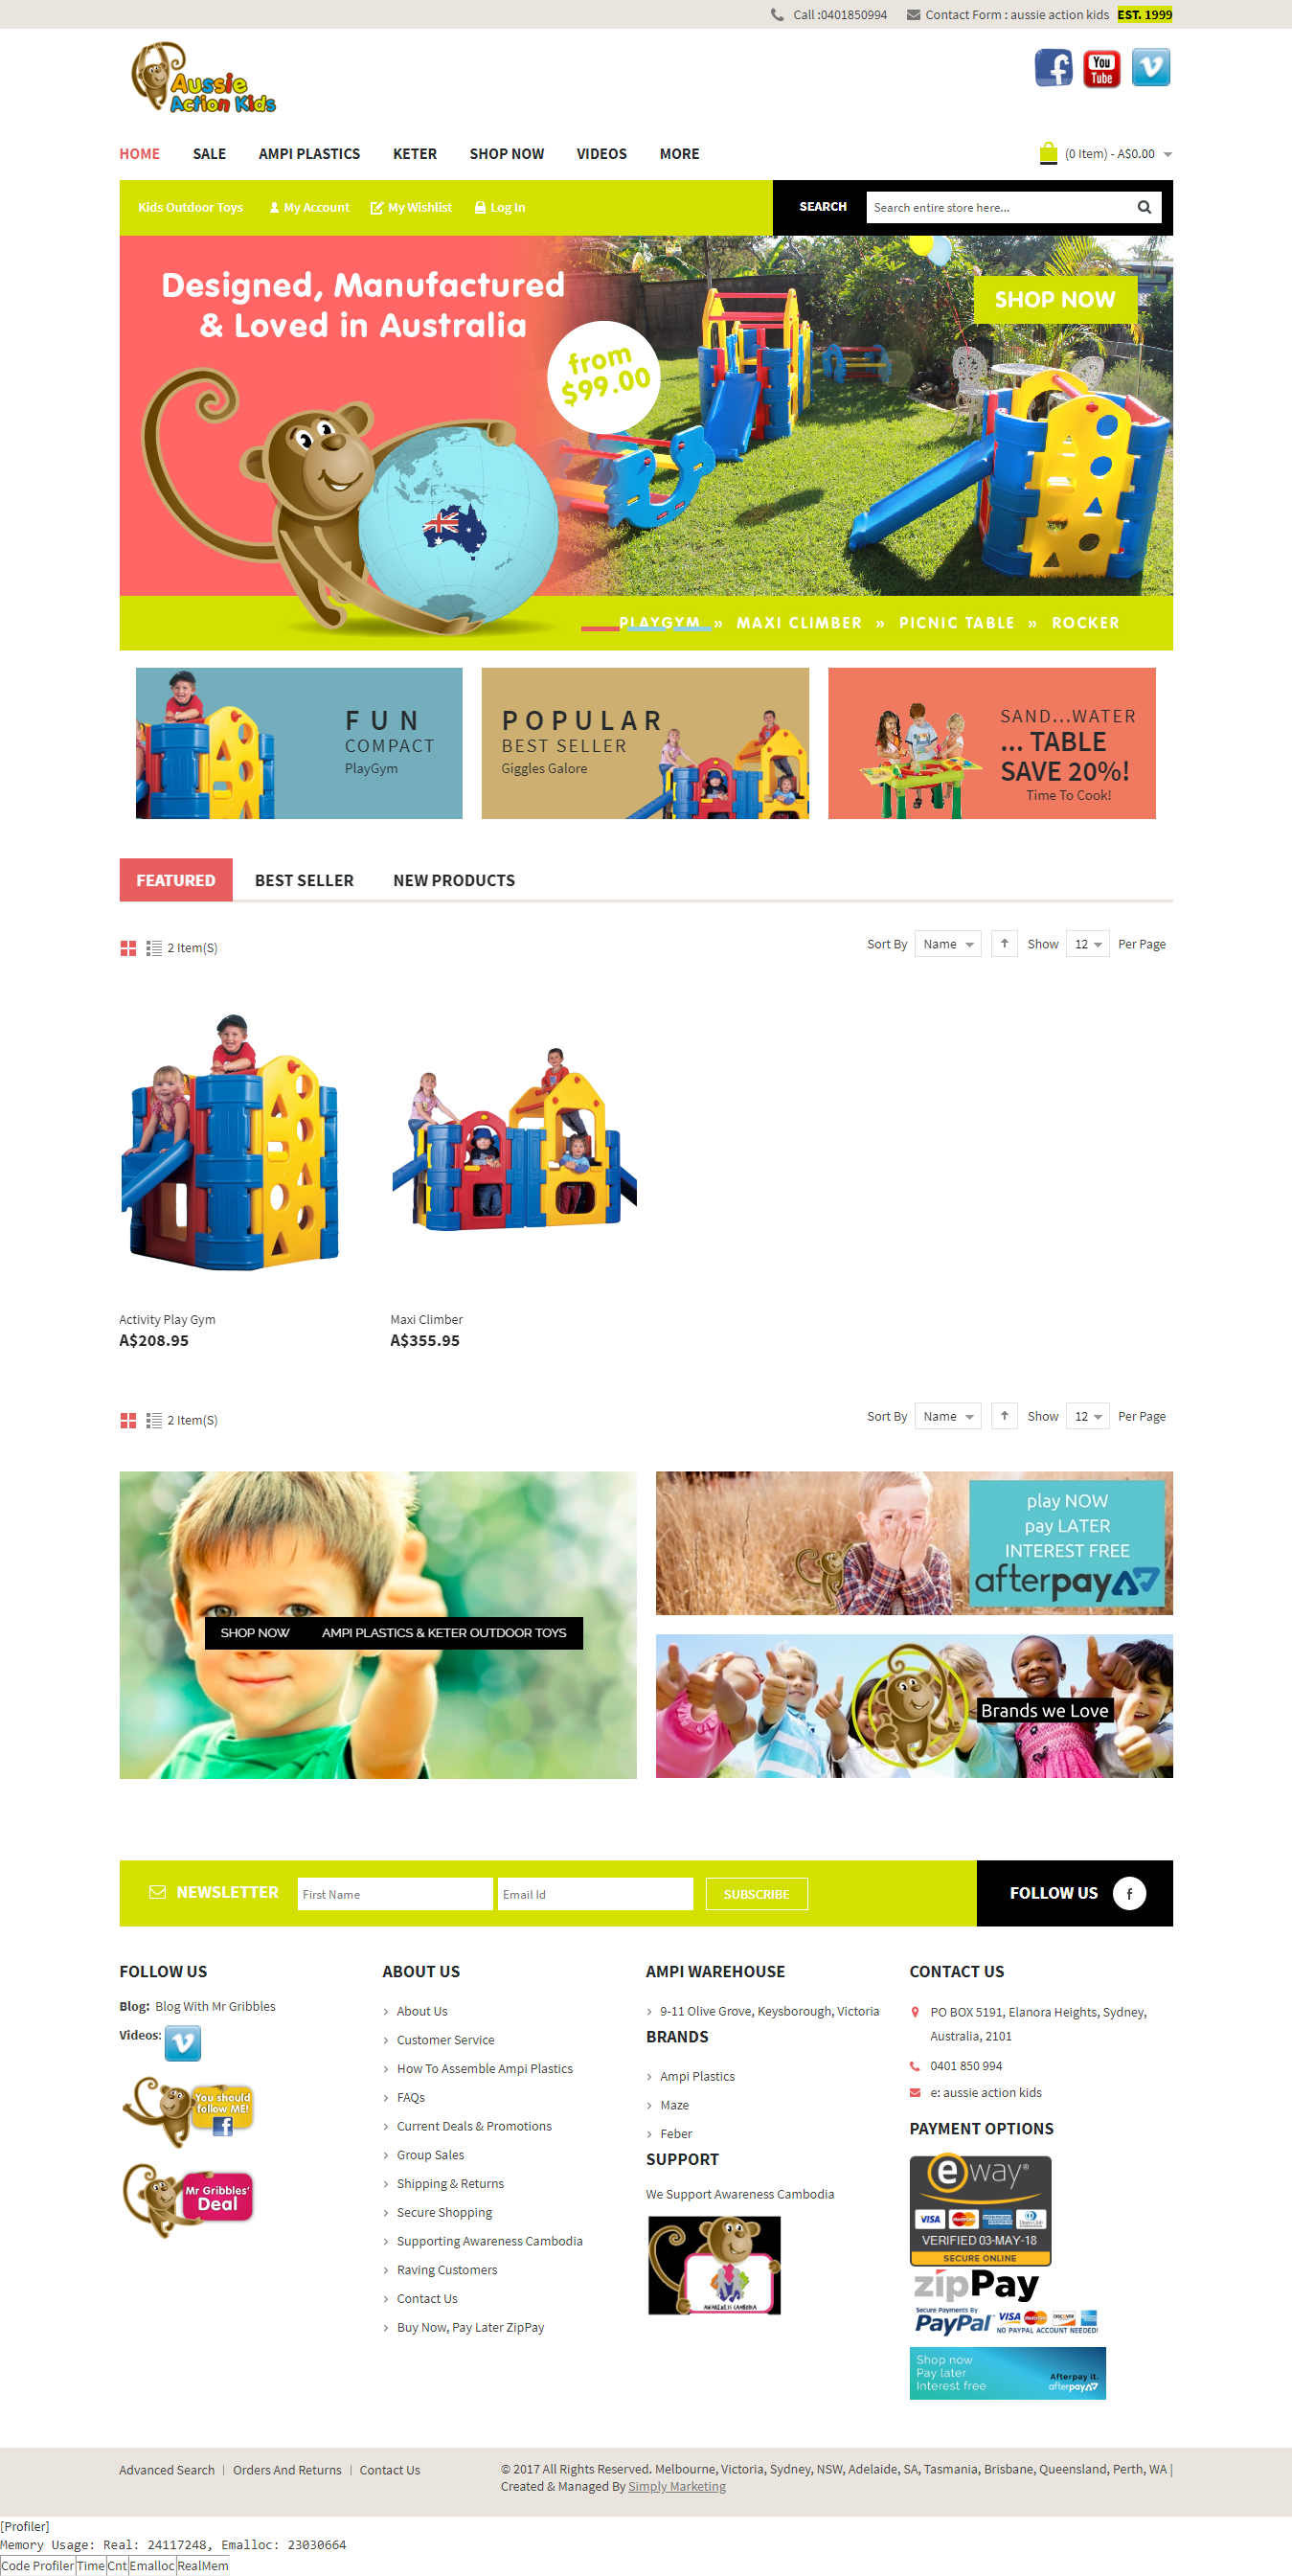 Call :0401850994 Contact Form : aussie action kids EST. 1999
Aussie
Action Kids
You
Tube
HOME SALE AMPI PLASTICS KETER SHOP NOW VIDEOS MORE
(0 Item) - A$0.00
Kids Outdoor Toys My Account My Wishlist Log In
SEARCH Search entire store here...
Designed, Manufactured
& Loved in Australia
SHOP NOW
from
$99.00
PLAYGYM » MAXI CLIMBER » PICNIC TABLE » ROCKER
FUN
COMPACT
PlayGym
POPULAR
BEST SELLER
Giggles Galore
SAND...WATER
... TABLE
SAVE 20%!
Time To Cook!
FEATURED BEST SELLER NEW PRODUCTS
2 Item(S)
Sort By Name Show 12 Per Page
Activity Play Gym
A$208.95
Maxi Climber
A$355.95
2 Item(S)
Sort By Name Show 12 Per Page
SHOP NOW AMPI PLASTICS & KETER OUTDOOR TOYS
play NOW
pay LATER
INTEREST FREE
afterpay
Brands we Love
NEWSLETTER First Name Email Id SUBSCRIBE
FOLLOW US
FOLLOW US
Blog: Blog With Mr Gribbles
Videos:
You should
follow ME!
Mr Gribbles'
Deal
ABOUT US
About Us
Customer Service
How To Assemble Ampi Plastics
FAQs
Current Deals & Promotions
Group Sales
Shipping & Returns
Secure Shopping
Supporting Awareness Cambodia
Raving Customers
Contact Us
Buy Now, Pay Later ZipPay
AMPI WAREHOUSE
9-11 Olive Grove, Keysborough, Victoria
BRANDS
Ampi Plastics
Maze
Feber
SUPPORT
We Support Awareness Cambodia
AWARENESS CAMBODIA
CONTACT US
PO BOX 5191, Elanora Heights, Sydney,
Australia, 2101
0401 850 994
e: aussie action kids
PAYMENT OPTIONS
eway®
VISA MasterCard
VERIFIED 03-MAY-18
SECURE ONLINE
zipPay
Secure Payments By
PayPal VISA MasterCard DISCOVER
NO PAYPAL ACCOUNT NEEDED!
Shop now
Pay later
Interest free
Afterpay it.
afterpay
Advanced Search | Orders And Returns | Contact Us
© 2017 All Rights Reserved. Melbourne, Victoria, Sydney, NSW, Adelaide, SA, Tasmania, Brisbane, Queensland, Perth, WA |
Created & Managed By Simply Marketing
[Profiler]
Memory Usage: Real: 24117248, Emalloc: 23030664
Code Profiler Time Cnt Emalloc RealMem